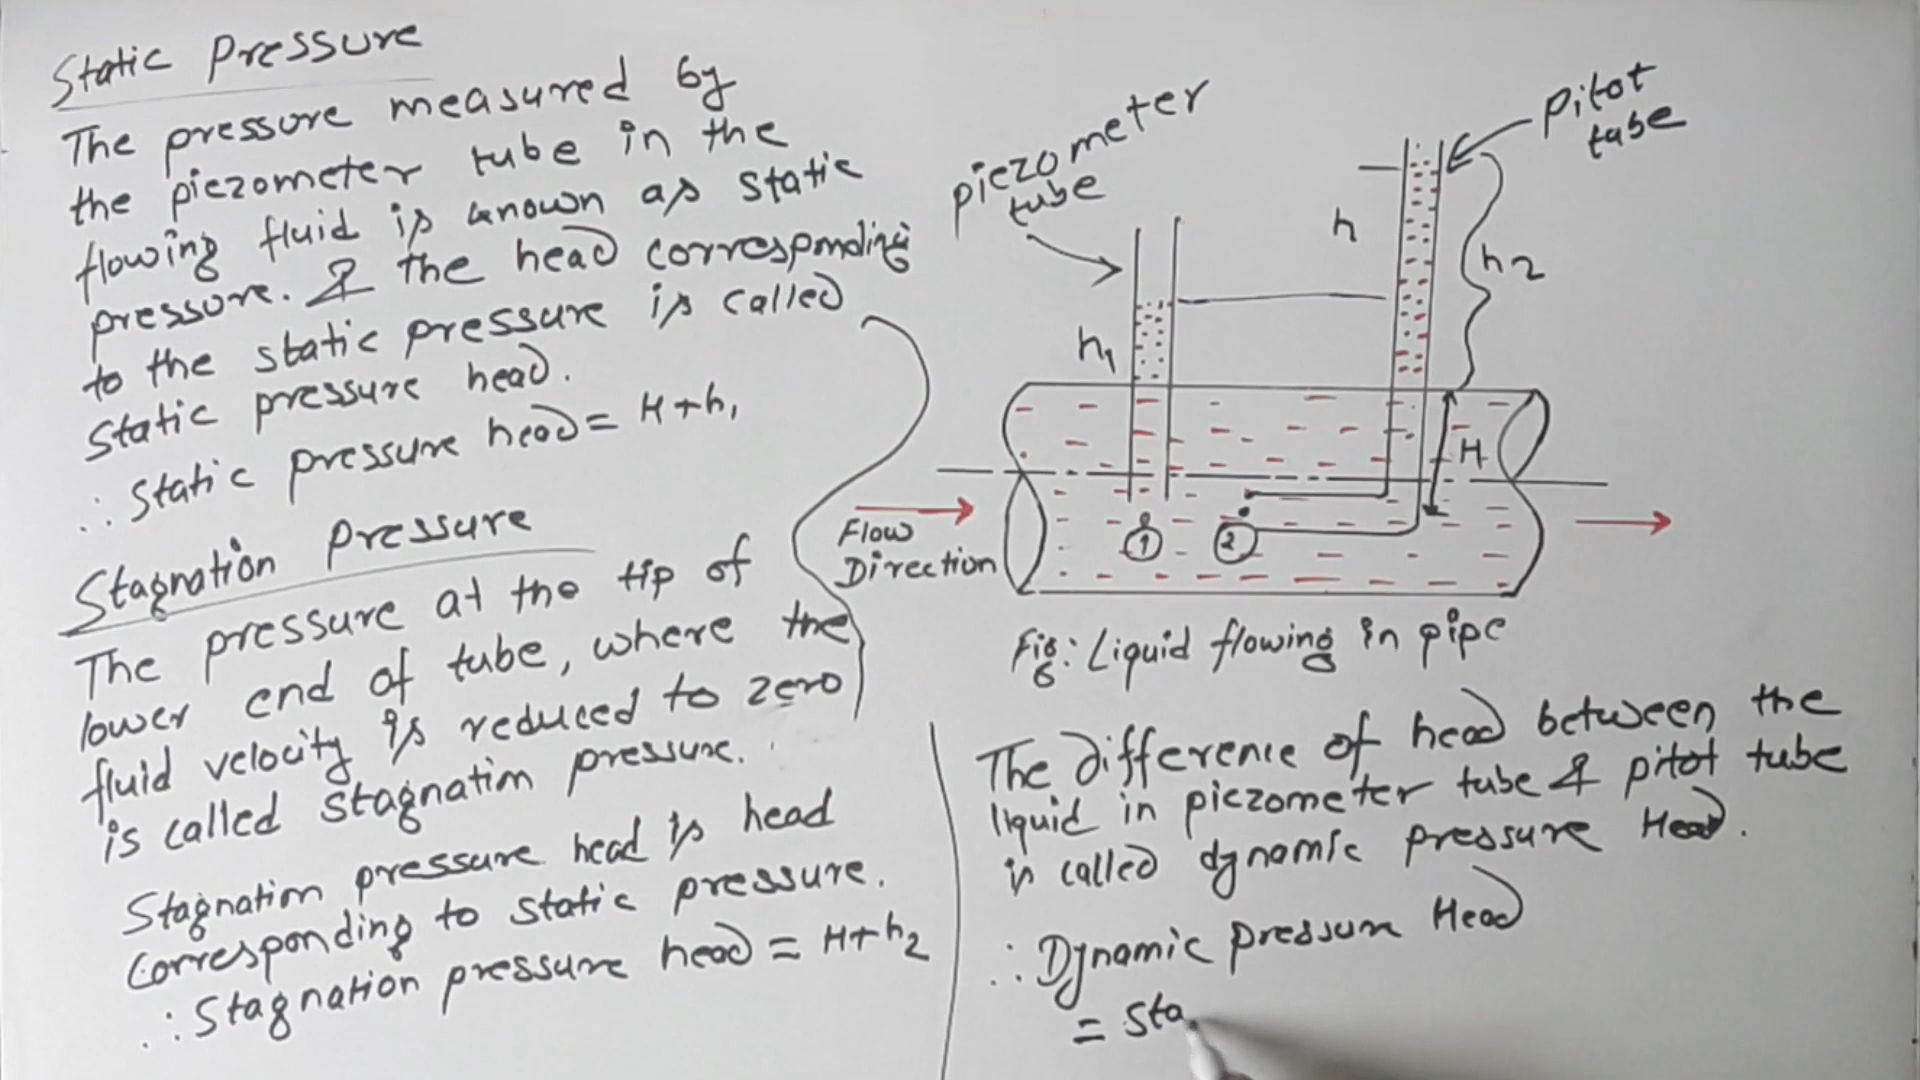 Static Pressure
The pressure measured by
the piezometer tube in the
flowing fluid is known as static
pressure. & the head corresponding
to the static pressure is called
static pressure head.
∴ Static pressure head = H+h₁
Stagnation Pressure
The pressure at the tip of
lower end of tube, where the
fluid velocity is reduced to zero
is called stagnation pressure.
Stagnation pressure head is head
corresponding to static pressure.
∴ Stagnation pressure head = H+h₂
piezometer
tube
Pitot
tube
h
h₂
h₁
H
1
2
Flow
Direction
Fig: Liquid flowing in pipe
The difference of head between the
liquid in piezometer tube & pitot tube
is called dynamic pressure Head.
∴ Dynamic pressure Head
= Sta